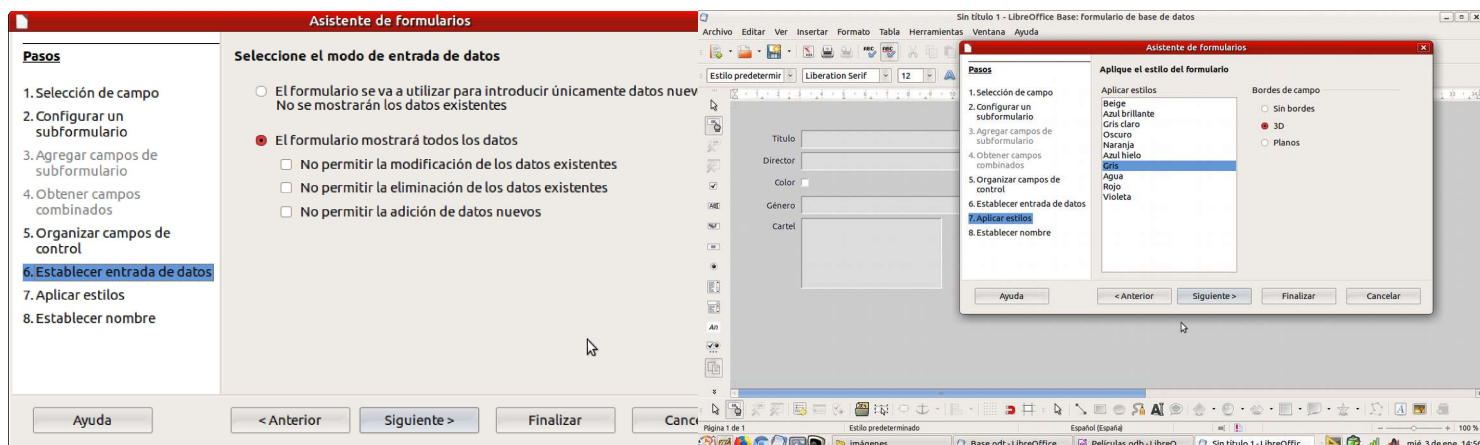 Asistente de formularios
Pasos
1. Selección de campo
2. Configurar un
subformulario
3. Agregar campos de
subformulario
4. Obtener campos
combinados
5. Organizar campos de
control
6. Establecer entrada de datos
7. Aplicar estilos
8. Establecer nombre
Seleccione el modo de entrada de datos
El formulario se va a utilizar para introducir únicamente datos nuev
No se mostrarán los datos existentes
El formulario mostrará todos los datos
No permitir la modificación de los datos existentes
No permitir la eliminación de los datos existentes
No permitir la adición de datos nuevos
Ayuda
< Anterior
Siguiente >
Finalizar
Cance
Sin título 1 - LibreOffice Base: formulario de base de datos
Archivo Editar Ver Insertar Formato Tabla Herramientas Ventana Ayuda
Estilo predetermir
Liberation Serif
12
Título
Director
Color
Género
Cartel
Asistente de formularios
Pasos
1. Selección de campo
2. Configurar un
subformulario
3. Agregar campos de
subformulario
4. Obtener campos
combinados
5. Organizar campos de
control
6. Establecer entrada de datos
7. Aplicar estilos
8. Establecer nombre
Aplique el estilo del formulario
Aplicar estilos
Beige
Azul brillante
Gris claro
Oscuro
Naranja
Azul hielo
Gris
Agua
Rojo
Violeta
Bordes de campo
Sin bordes
3D
Planos
Ayuda
< Anterior
Siguiente >
Finalizar
Cancelar
Página 1 de 1
Estilo predeterminado
Español (España)
100 %
imágenes
Base.odt - LibreOffice
Películas.odb - LibreO
Sin título 1 - LibreOffic
mié 3 de ene, 14:5